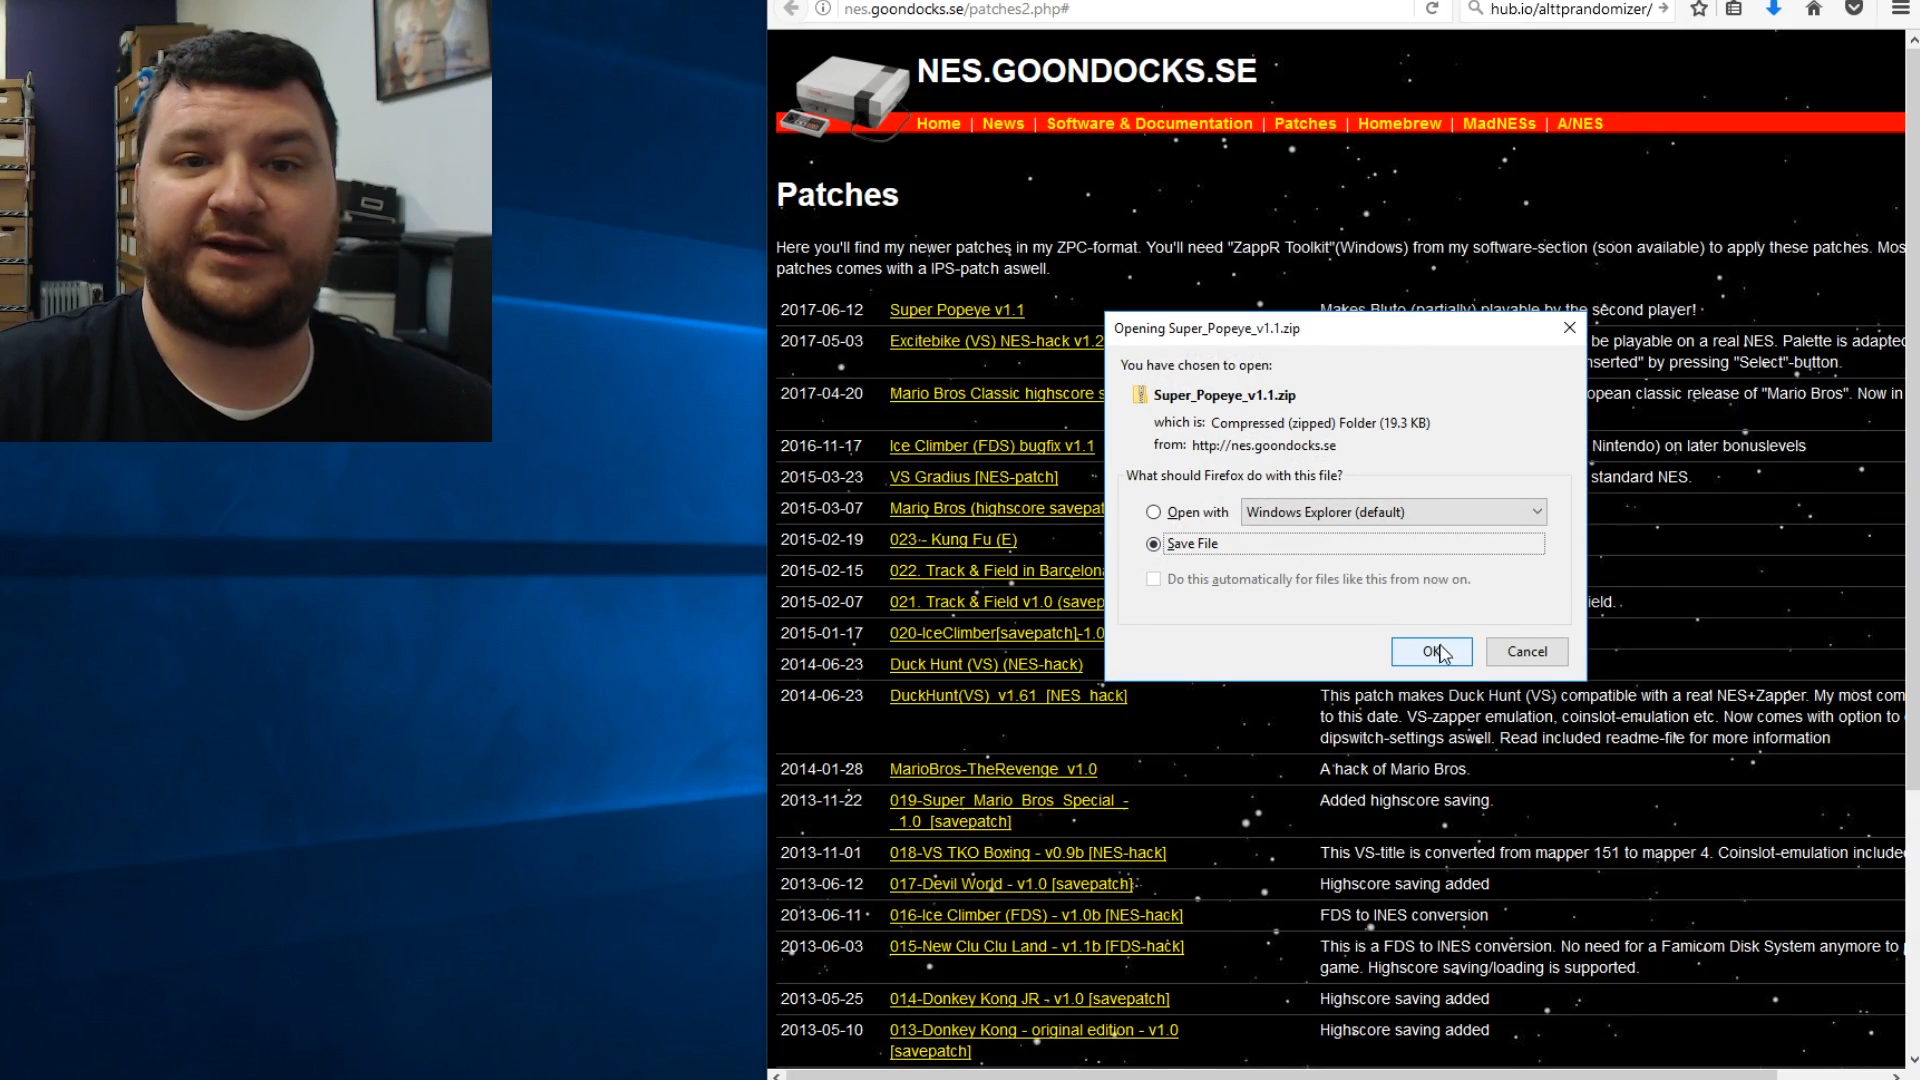 nes.goondocks.se/patches2.php#
hub.io/alttprandomizer/
NES.GOONDOCKS.SE
Home | News | Software & Documentation | Patches | Homebrew | MadNESs | A/NES
Patches
Here you'll find my newer patches in my ZPC-format. You'll need "ZappR Toolkit"(Windows) from my software-section (soon available) to apply these patches. Mos
patches comes with a IPS-patch aswell.
2017-06-12 Super Popeye v1.1 Makes Bluto (partially) playable by the second player!
Opening Super_Popeye_v1.1.zip
2017-05-03 Excitebike (VS) NES-hack v1.2 be playable on a real NES. Palette is adapted
nserted" by pressing "Select"-button.
You have chosen to open:
2017-04-20 Mario Bros Classic highscore s opean classic release of "Mario Bros". Now in
Super_Popeye_v1.1.zip
which is: Compressed (zipped) Folder (19.3 KB)
2016-11-17 Ice Climber (FDS) bugfix v1.1 Nintendo) on later bonuslevels
from: http://nes.goondocks.se
2015-03-23 VS Gradius [NES-patch] standard NES.
What should Firefox do with this file?
2015-03-07 Mario Bros (highscore savepat
Open with Windows Explorer (default)
2015-02-19 023 - Kung Fu (E)
Save File
2015-02-15 022. Track & Field in Barcelona
Do this automatically for files like this from now on.
2015-02-07 021. Track & Field v1.0 (savep ield.
2015-01-17 020-IceClimber[savepatch]-1.0
OK Cancel
2014-06-23 Duck Hunt (VS) (NES-hack)
2014-06-23 DuckHunt(VS)_v1.61_[NES_hack] This patch makes Duck Hunt (VS) compatible with a real NES+Zapper. My most com
to this date. VS-zapper emulation, coinslot-emulation etc. Now comes with option to
dipswitch-settings aswell. Read included readme-file for more information
2014-01-28 MarioBros-TheRevenge_v1.0 A hack of Mario Bros.
2013-11-22 019-Super_Mario_Bros_Special_- Added highscore saving.
_1.0_[savepatch]
2013-11-01 018-VS TKO Boxing - v0.9b [NES-hack] This VS-title is converted from mapper 151 to mapper 4. Coinslot-emulation include
2013-06-12 017-Devil World - v1.0 [savepatch] Highscore saving added
2013-06-11 016-Ice Climber (FDS) - v1.0b [NES-hack] FDS to INES conversion
2013-06-03 015-New Clu Clu Land - v1.1b [FDS-hack] This is a FDS to INES conversion. No need for a Famicom Disk System anymore to
game. Highscore saving/loading is supported.
2013-05-25 014-Donkey Kong JR - v1.0 [savepatch] Highscore saving added
2013-05-10 013-Donkey Kong - original edition - v1.0 Highscore saving added
[savepatch]